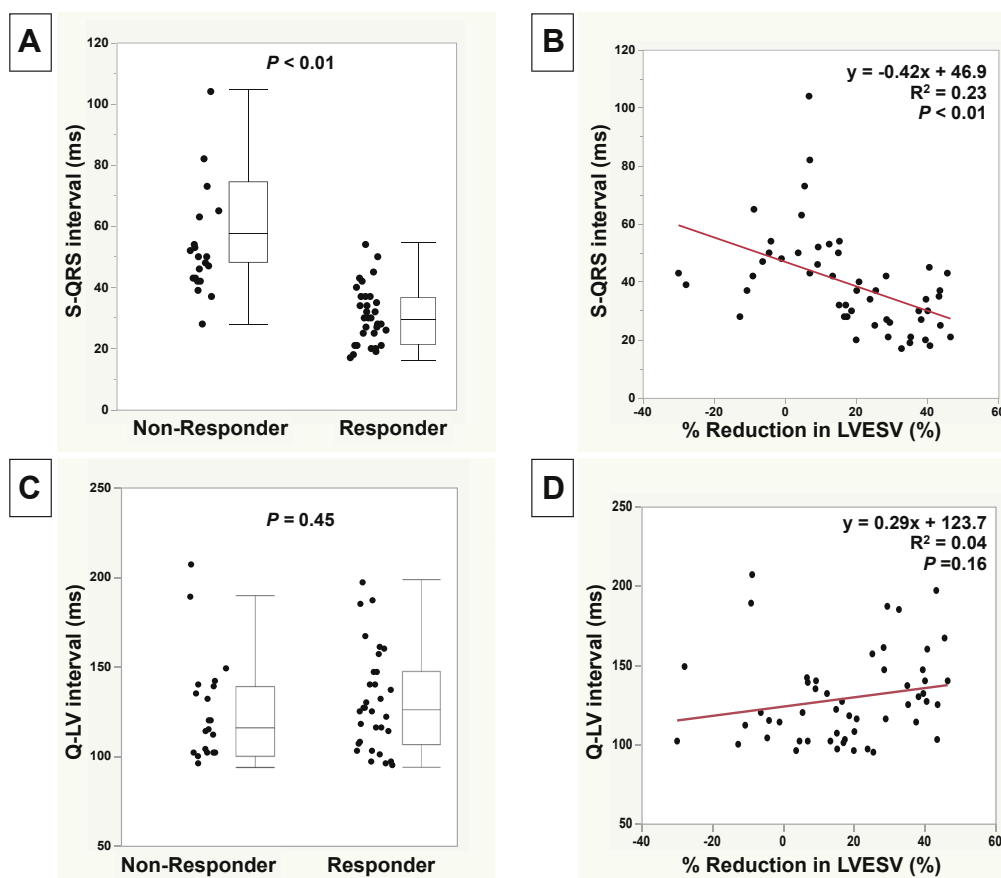 A
120
100
80
60
40
20
0
S-QRS interval (ms)
P < 0.01
Non-Responder
Responder
B
120
100
80
60
40
20
0
S-QRS interval (ms)
y = -0.42x + 46.9
R² = 0.23
P < 0.01
-40
-20
0
20
40
60
% Reduction in LVESV (%)
C
250
200
150
100
50
Q-LV interval (ms)
P = 0.45
Non-Responder
Responder
D
250
200
150
100
50
Q-LV interval (ms)
y = 0.29x + 123.7
R² = 0.04
P =0.16
-40
-20
0
20
40
60
% Reduction in LVESV (%)